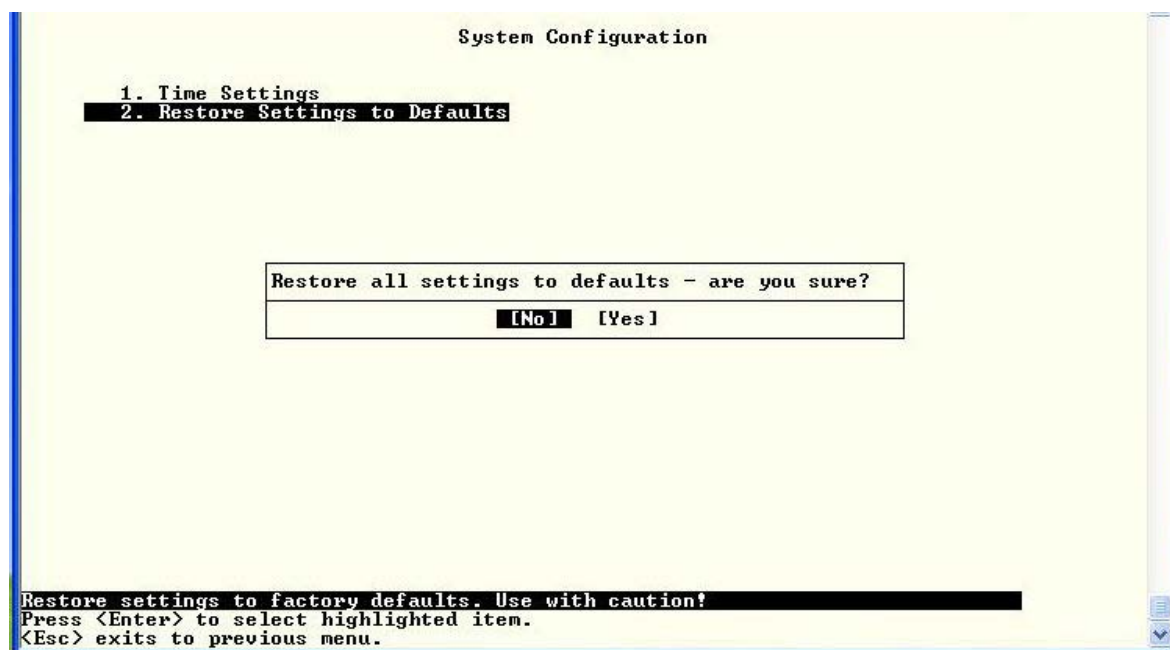 System Configuration
1. Time Settings
2. Restore Settings to Defaults
Restore all settings to defaults - are you sure?
[No] [Yes]
Restore settings to factory defaults. Use with caution!
Press <Enter> to select highlighted item.
<Esc> exits to previous menu.